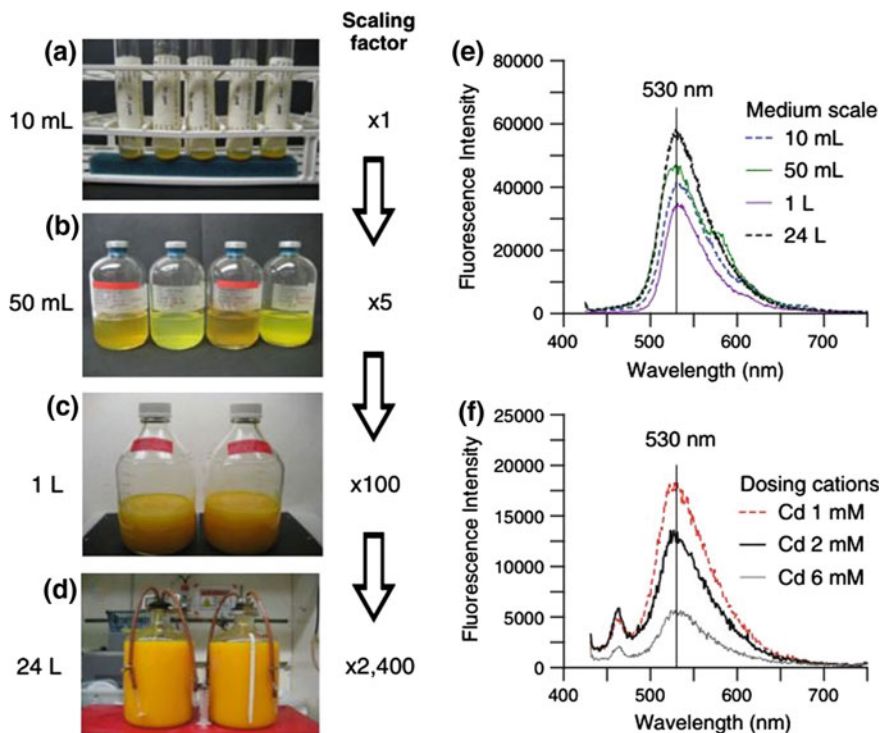 Scaling
factor
(a)
10 mL
x1
(b)
50 mL
x5
(c)
1 L
x100
(d)
24 L
x2,400
(e)
Fluorescence Intensity
80000
60000
40000
20000
0
530 nm
Medium scale
10 mL
50 mL
1 L
24 L
400 500 600 700
Wavelength (nm)
(f)
Fluorescence Intensity
25000
20000
15000
10000
5000
0
530 nm
Dosing cations
Cd 1 mM
Cd 2 mM
Cd 6 mM
400 500 600 700
Wavelength (nm)